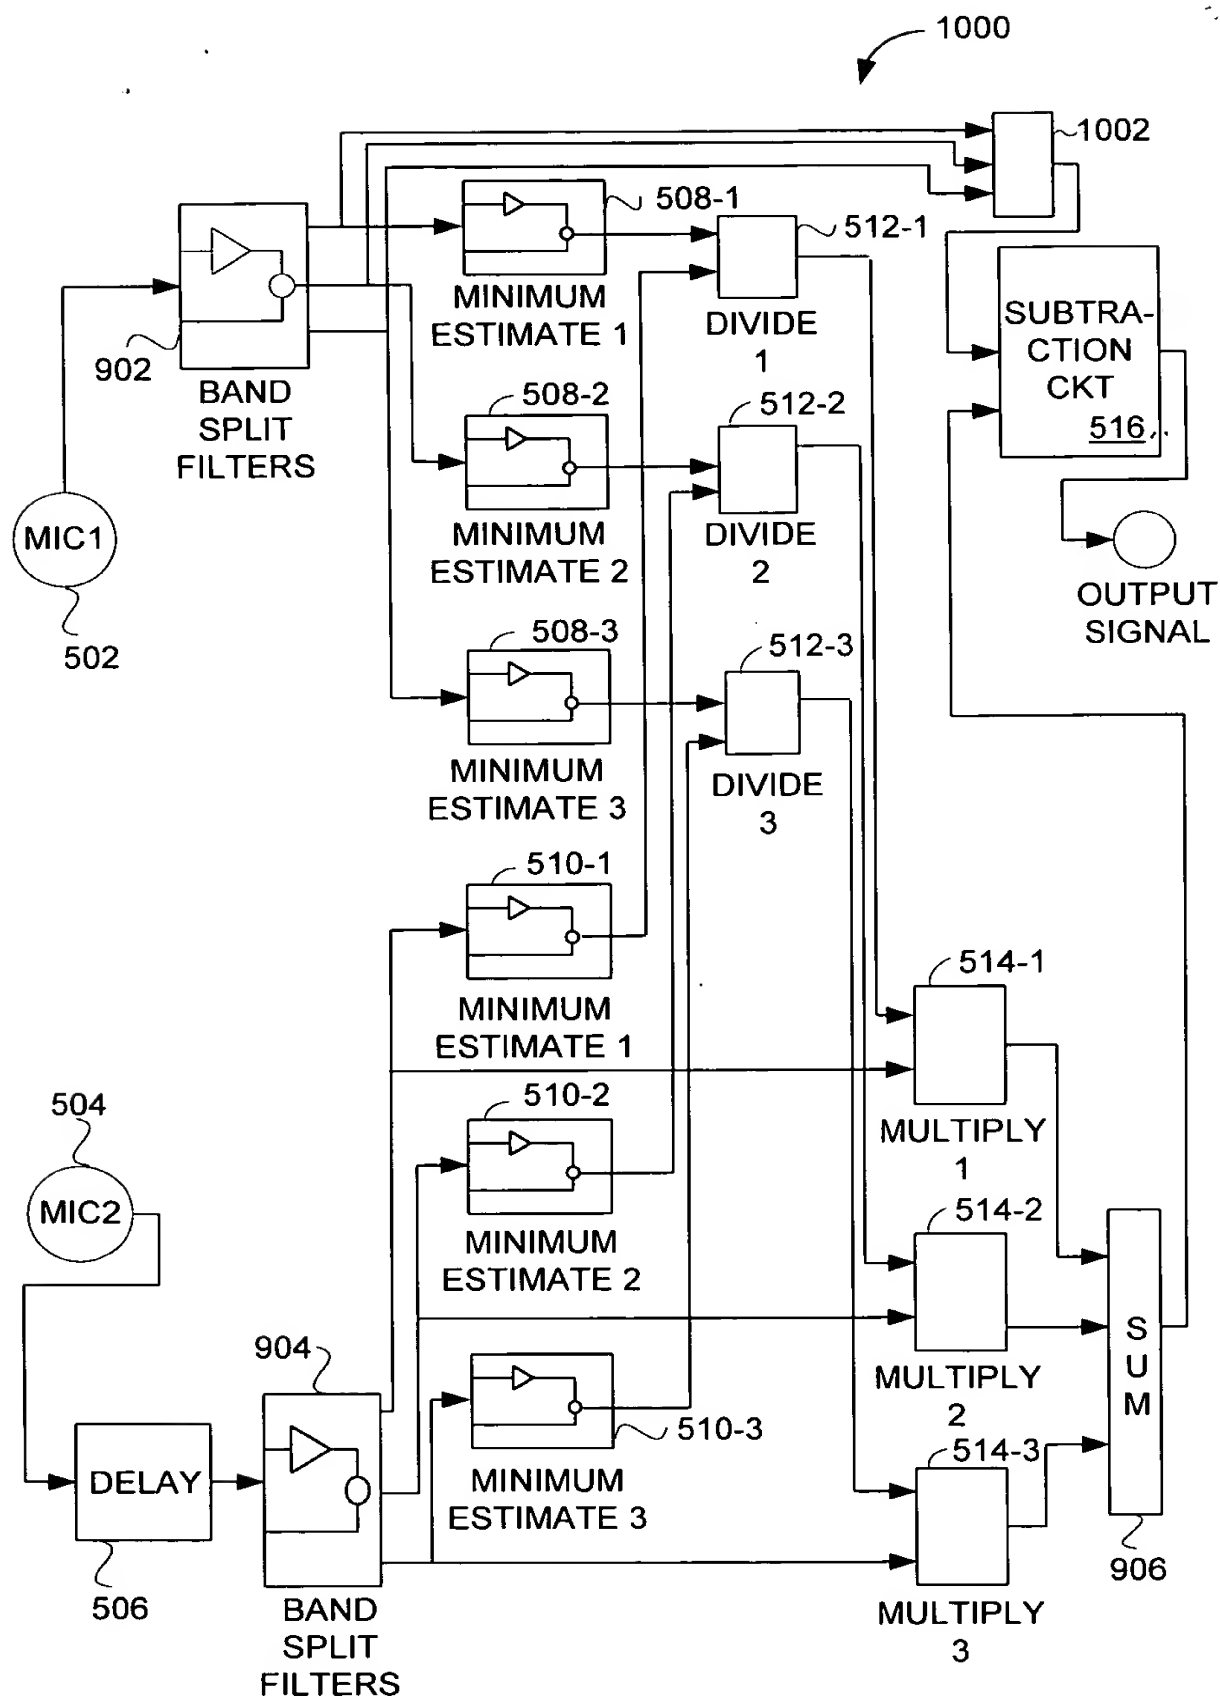 1000
1002
508-1
512-1
MINIMUM
ESTIMATE 1
DIVIDE
1
SUBTRA-
CTION
CKT
516
902
BAND
SPLIT
FILTERS
508-2
512-2
MIC1
MINIMUM
ESTIMATE 2
DIVIDE
2
OUTPUT
SIGNAL
502
508-3
512-3
MINIMUM
ESTIMATE 3
DIVIDE
3
510-1
MINIMUM
ESTIMATE 1
514-1
MULTIPLY
1
504
MIC2
510-2
MINIMUM
ESTIMATE 2
514-2
MULTIPLY
2
SUM
906
904
DELAY
506
BAND
SPLIT
FILTERS
510-3
MINIMUM
ESTIMATE 3
514-3
MULTIPLY
3